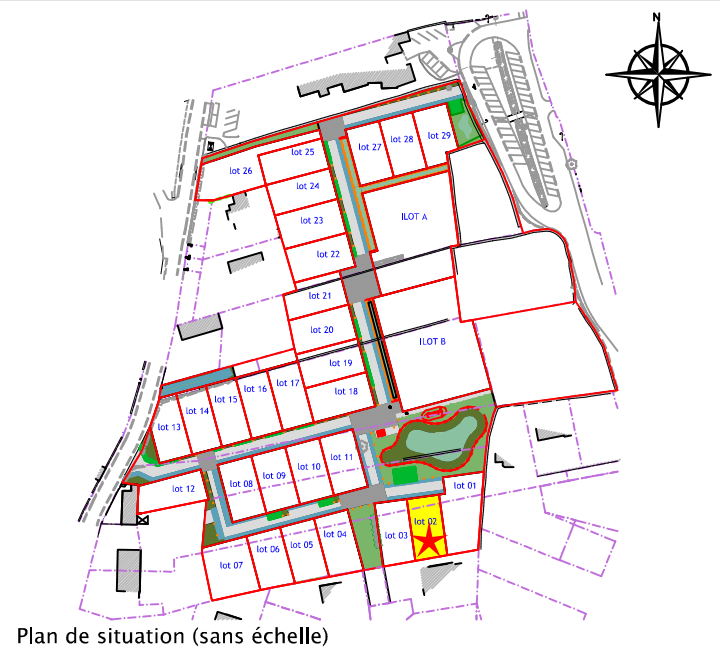 N
lot 25
lot 26
lot 27
lot 28
lot 29
lot 24
lot 23
ILOT A
lot 22
lot 21
lot 20
ILOT B
lot 19
lot 18
lot 17
lot 16
lot 15
lot 14
lot 13
lot 12
lot 11
lot 10
lot 09
lot 08
lot 01
lot 02
lot 03
lot 04
lot 05
lot 06
lot 07
Plan de situation (sans échelle)